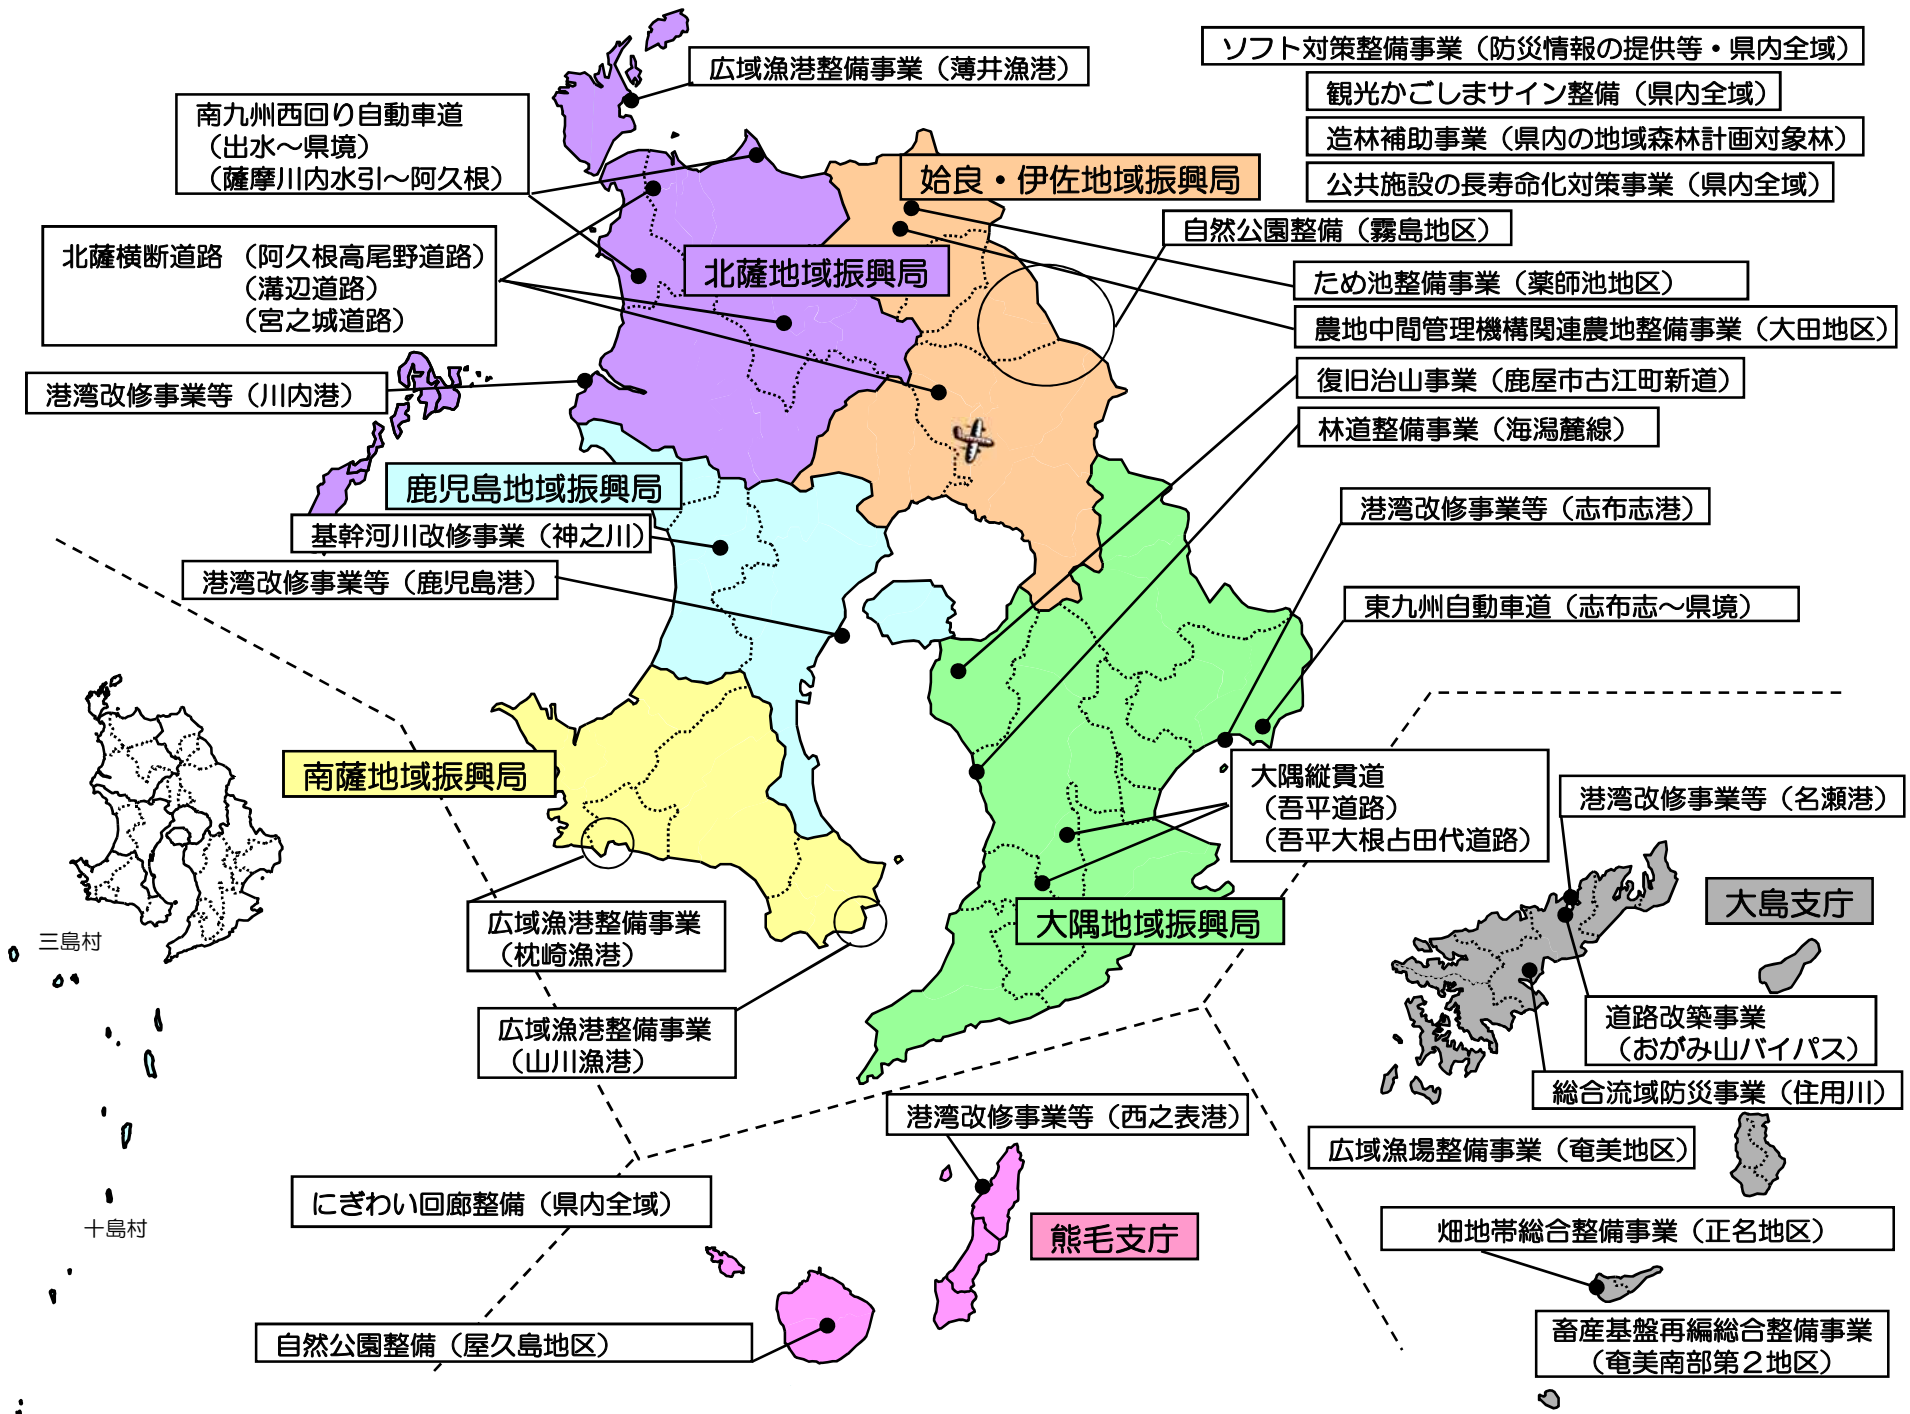 広域漁港整備事業（薄井漁港）
ソフト対策整備事業（防災情報の提供等・県内全域）
観光かごしまサイン整備（県内全域）
造林補助事業（県内の地域森林計画対象林）
公共施設の長寿命化対策事業（県内全域）
南九州西回り自動車道
（出水～県境）
（薩摩川内水引～阿久根）
姶良・伊佐地域振興局
自然公園整備（霧島地区）
北薩横断道路　（阿久根高尾野道路）
（溝辺道路）
（宮之城道路）
北薩地域振興局
ため池整備事業（薬師池地区）
農地中間管理機構関連農地整備事業（大田地区）
港湾改修事業等（川内港）
復旧治山事業（鹿屋市古江町新道）
林道整備事業（海潟麓線）
鹿児島地域振興局
港湾改修事業等（志布志港）
基幹河川改修事業（神之川）
港湾改修事業等（鹿児島港）
東九州自動車道（志布志～県境）
南薩地域振興局
大隅縦貫道
（吾平道路）
（吾平大根占田代道路）
港湾改修事業等（名瀬港）
大島支庁
広域漁港整備事業
（枕崎漁港）
大隅地域振興局
三島村
広域漁港整備事業
（山川漁港）
道路改築事業
（おがみ山バイパス）
総合流域防災事業（住用川）
港湾改修事業等（西之表港）
広域漁場整備事業（奄美地区）
にぎわい回廊整備（県内全域）
十島村
熊毛支庁
畑地帯総合整備事業（正名地区）
自然公園整備（屋久島地区）
畜産基盤再編総合整備事業
（奄美南部第２地区）